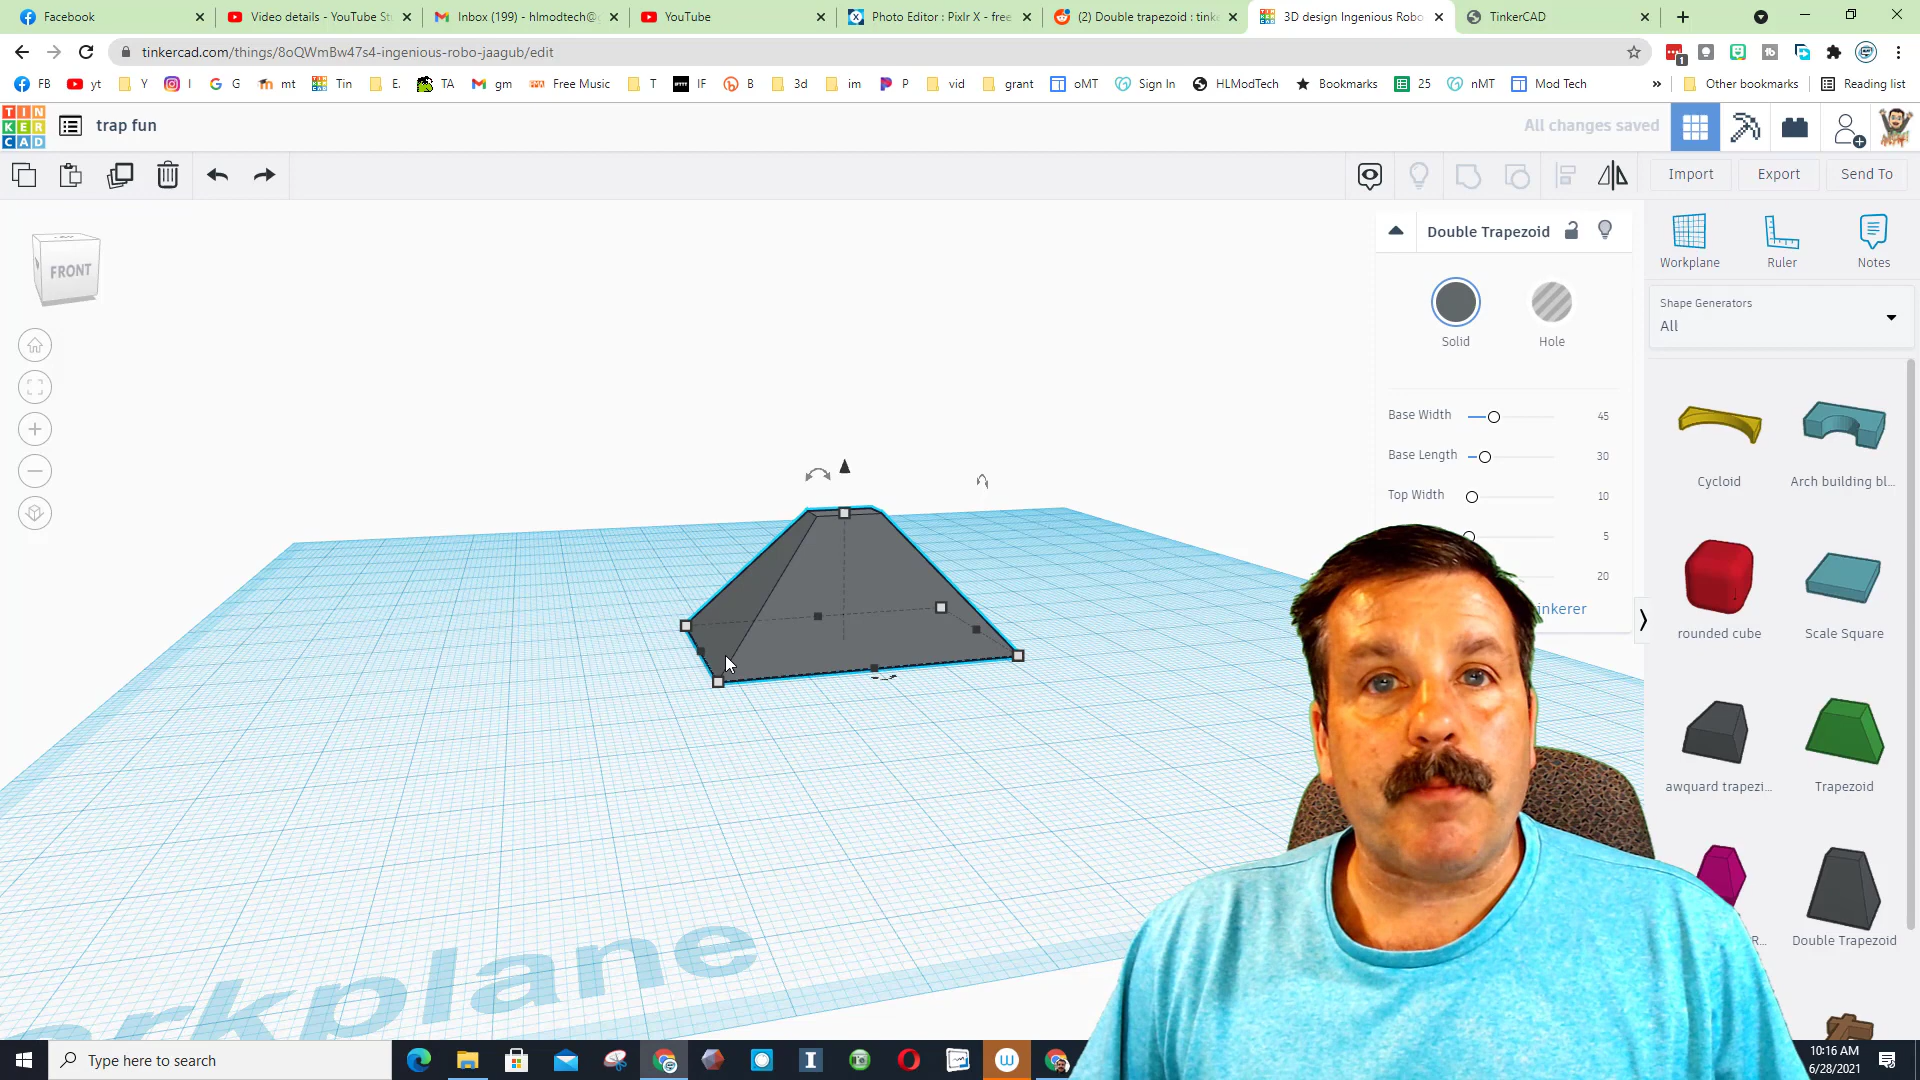 Facebook
Video details - YouTube St
Inbox (199) - hlmodtech@
YouTube
Photo Editor : Pixlr X - free
(2) Double trapezoid : tink
3D design Ingenious Robo
TinkerCAD
tinkercad.com/things/8oQWmBw47s4-ingenious-robo-jaagub/edit
1
FB
yt
Y
I
G
mt
Tin
E.
TA
gm
Free Music
T
IF
B
3d
im
P
vid
grant
oMT
Sign In
HLModTech
Bookmarks
25
nMT
Mod Tech
»
Other bookmarks
Reading list
TIN
KER
CAD
trap fun
All changes saved
Import
Export
Send To
FRONT
Double Trapezoid
Solid
Hole
Base Width 45
Base Length 30
Top Width 10
5
20
inkerer
Workplane
Ruler
Notes
Shape Generators
All
Cycloid
Arch building bl...
rounded cube
Scale Square
awquard trapezi...
Trapezoid
R...
Double Trapezoid
orkplane
Type here to search
10:16 AM
6/28/2021